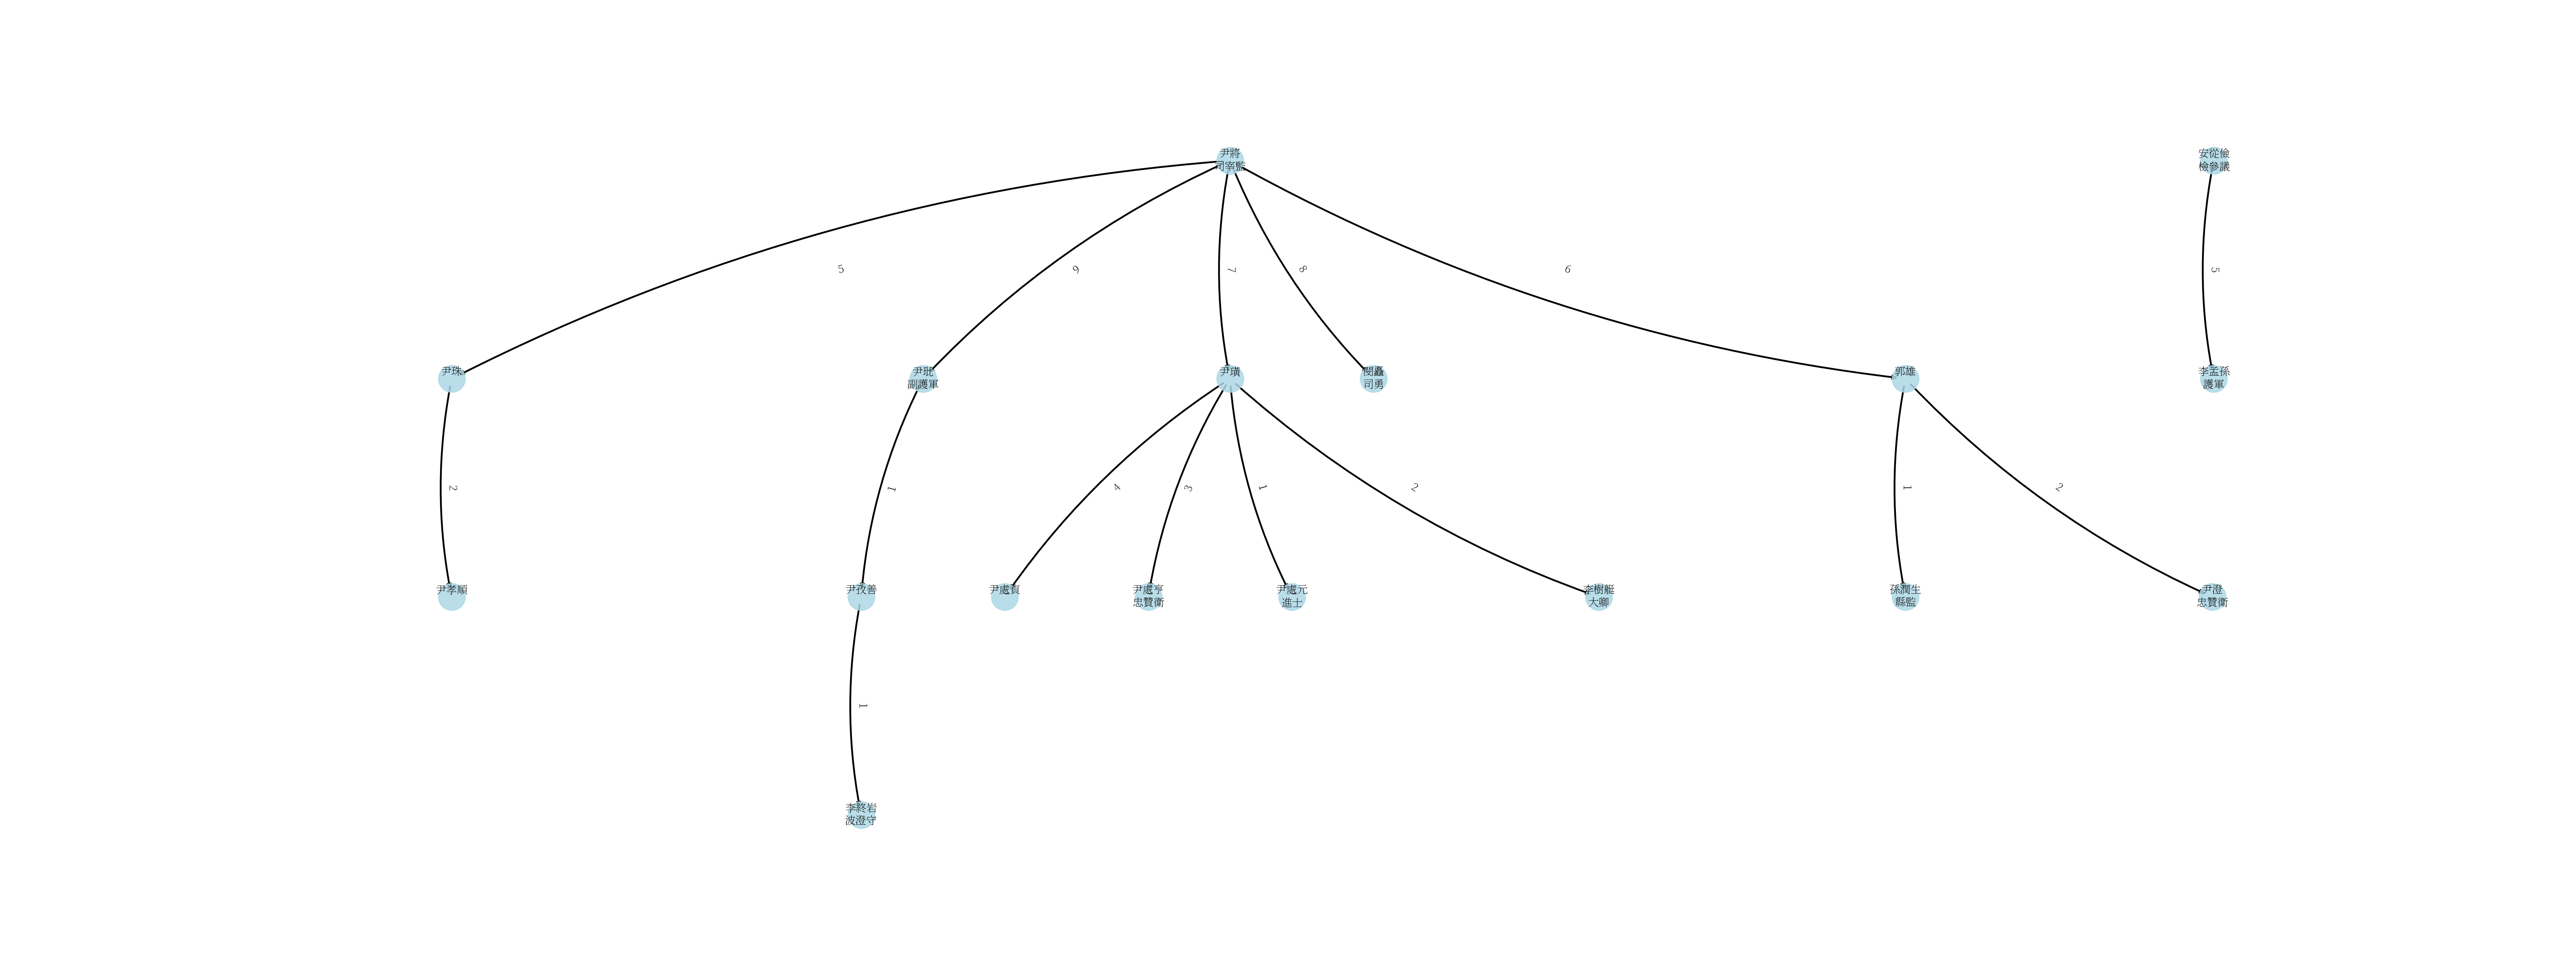 尹將
司宰監
安從儉
檢參議
5
9
7
8
6
5
尹珠
尹玭
副護軍
尹璜
司勇
郭雄
李孟孫
護軍
2
1
4
3
1
2
1
2
尹孝順
尹孜善
尹處貞
尹處亨
忠贊衛
尹處元
進士
李樹艇
大卿
孫潤生
縣監
尹澄
忠贊衛
1
李終岩
波澄守